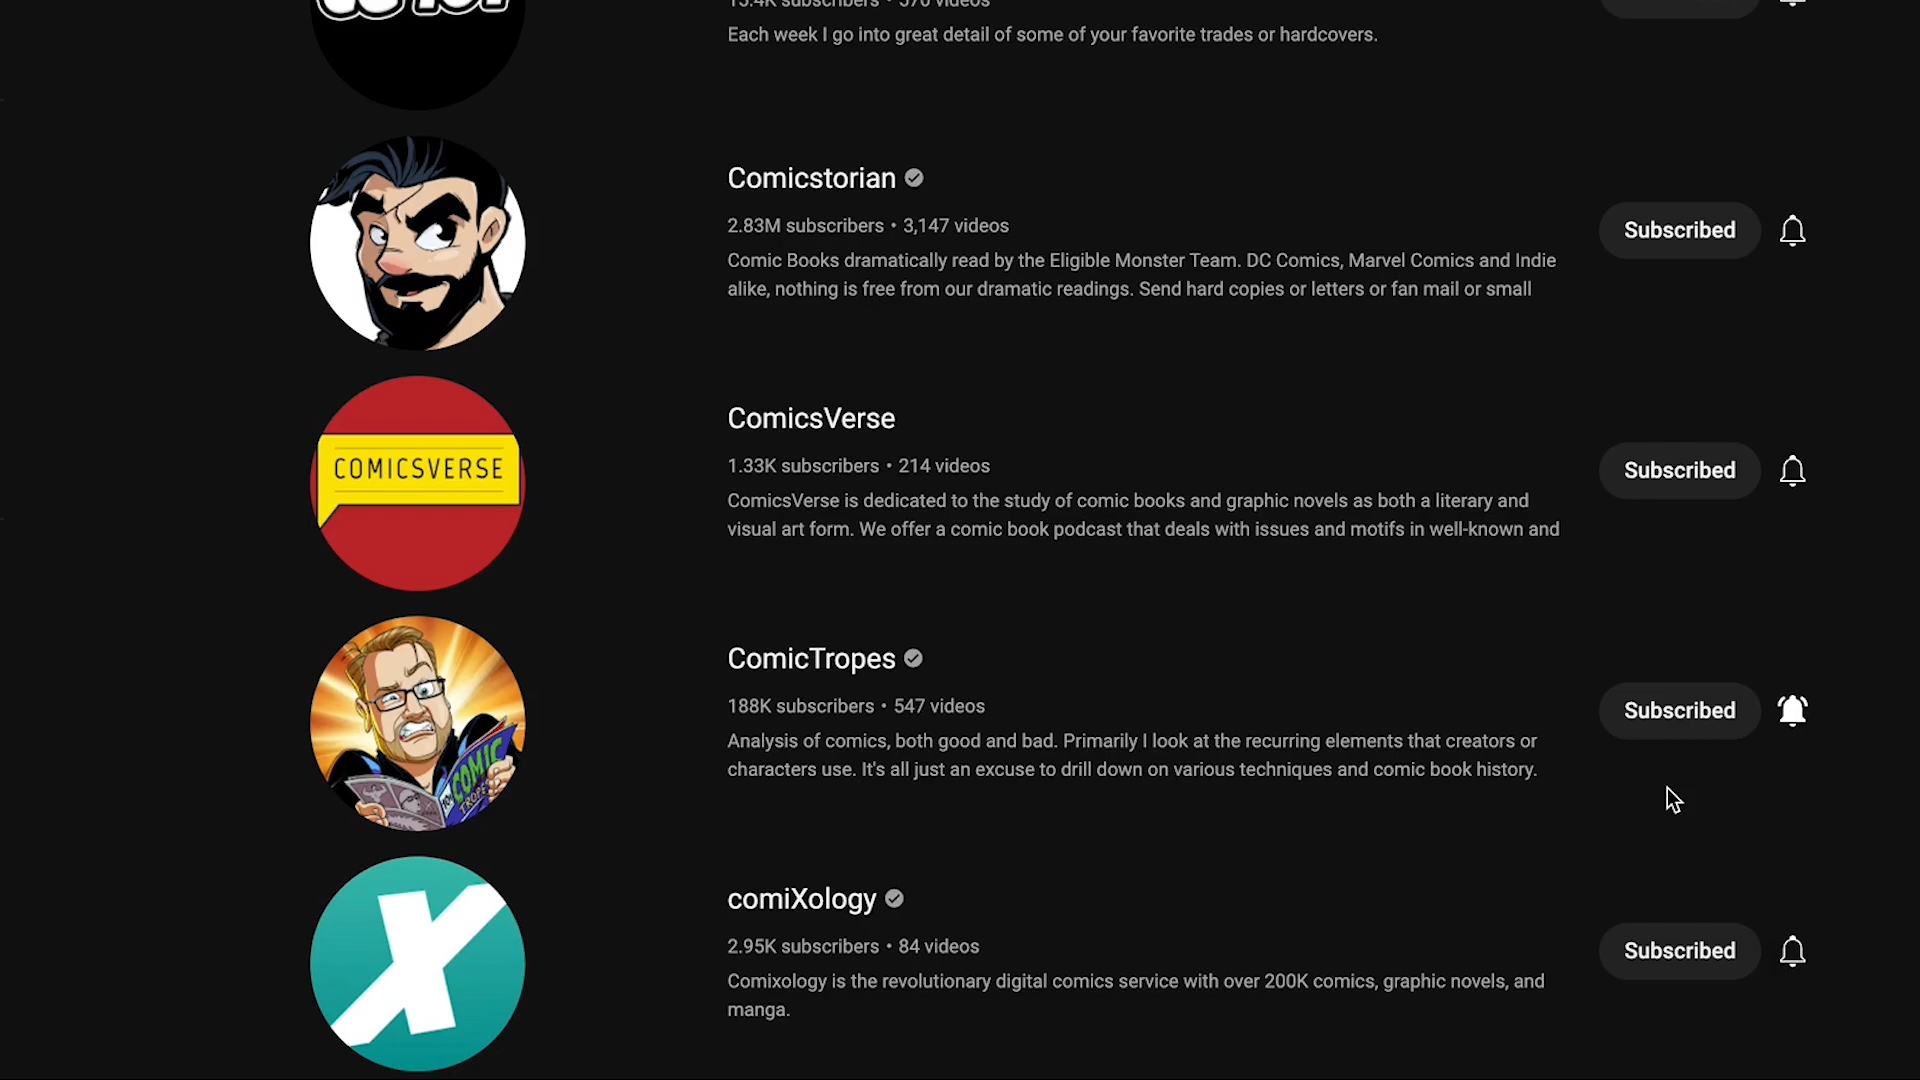 Each week I go into great detail of some of your favorite trades or hardcovers.
Comicstorian
2.83M subscribers • 3,147 videos
Comic Books dramatically read by the Eligible Monster Team. DC Comics, Marvel Comics and Indie
alike, nothing is free from our dramatic readings. Send hard copies or letters or fan mail or small
Subscribed
COMICSVERSE
ComicsVerse
1.33K subscribers • 214 videos
ComicsVerse is dedicated to the study of comic books and graphic novels as both a literary and
visual art form. We offer a comic book podcast that deals with issues and motifs in well-known and
Subscribed
COMIC
TROPES
ComicTropes
188K subscribers • 547 videos
Analysis of comics, both good and bad. Primarily I look at the recurring elements that creators or
characters use. It's all just an excuse to drill down on various techniques and comic book history.
Subscribed
X
comiXology
2.95K subscribers • 84 videos
Comixology is the revolutionary digital comics service with over 200K comics, graphic novels, and
manga.
Subscribed